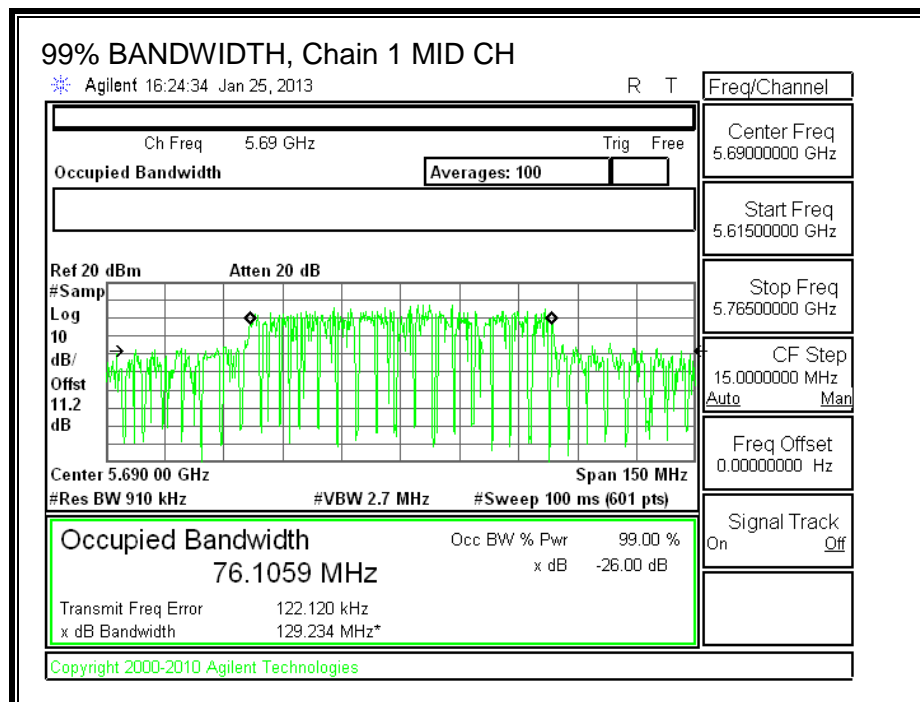 99% BANDWIDTH, Chain 1 MID CH
Agilent 16:24:34 Jan 25, 2013 R T
Freq/Channel
Ch Freq 5.69 GHz Trig Free
Occupied Bandwidth Averages: 100
Center Freq
5.69000000 GHz
Start Freq
5.61500000 GHz
Stop Freq
5.76500000 GHz
CF Step
15.0000000 MHz
Auto Man
Freq Offset
0.00000000 Hz
Signal Track
On Off
Ref 20 dBm Atten 20 dB
#Samp
Log
10
dB/
Offst
11.2
dB
Center 5.690 00 GHz Span 150 MHz
#Res BW 910 kHz #VBW 2.7 MHz #Sweep 100 ms (601 pts)
Occupied Bandwidth Occ BW % Pwr 99.00 %
76.1059 MHz x dB -26.00 dB
Transmit Freq Error 122.120 kHz
x dB Bandwidth 129.234 MHz*
Copyright 2000-2010 Agilent Technologies